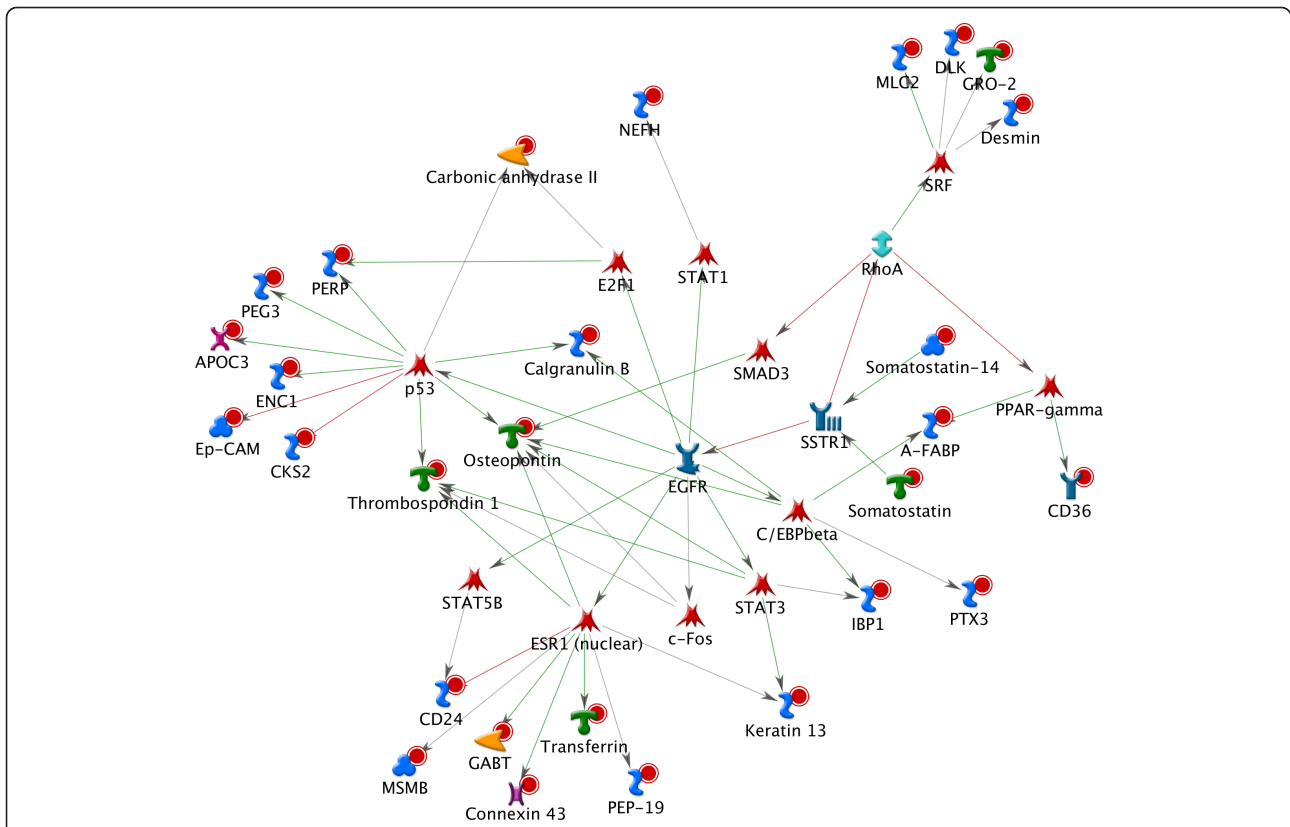 DLK
MLC2
GRO-2
NEFH
Desmin
Carbonic anhydrase II
SRF
RhoA
STAT1
E2F1
PERP
PEG3
APOC3
Calgranulin B
SMAD3
Somatostatin-14
p53
ENC1
PPAR-gamma
SSTR1
A-FABP
Ep-CAM
Osteopontin
CKS2
EGFR
Thrombospondin 1
Somatostatin
CD36
C/EBPbeta
STAT5B
STAT3
IBP1
PTX3
ESR1 (nuclear)
c-Fos
CD24
Keratin 13
Transferrin
GABT
MSMB
PEP-19
Connexin 43